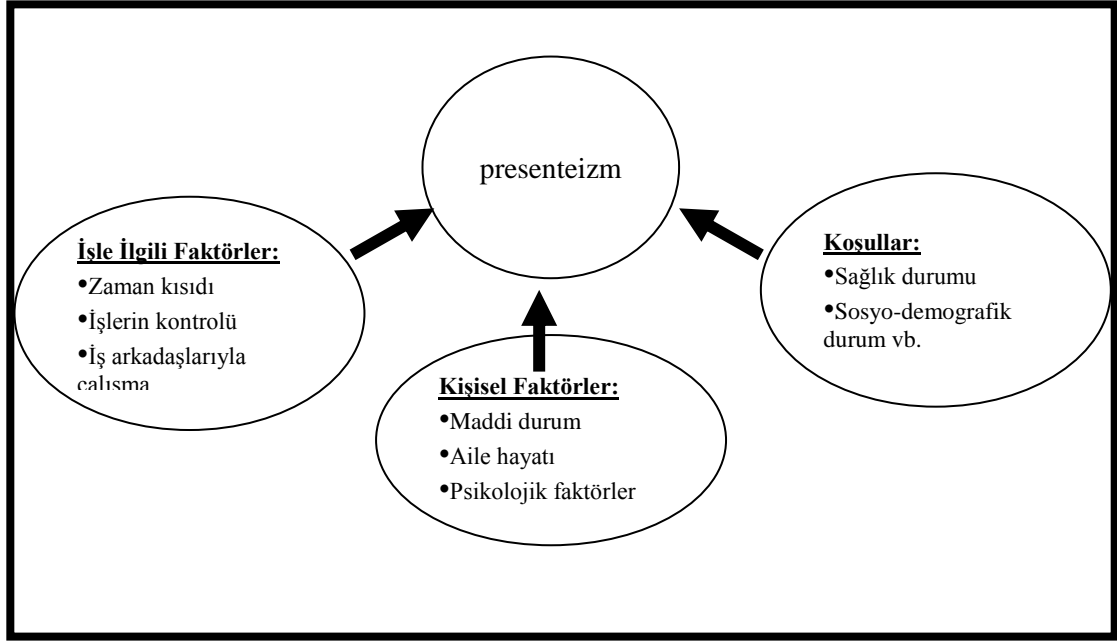 presenteizm
İşle İlgili Faktörler:
•Zaman kısıdı
•İşlerin kontrolü
•İş arkadaşlarıyla
çalışma
Kişisel Faktörler:
•Maddi durum
•Aile hayatı
•Psikolojik faktörler
Koşullar:
•Sağlık durumu
•Sosyo-demografik
durum vb.